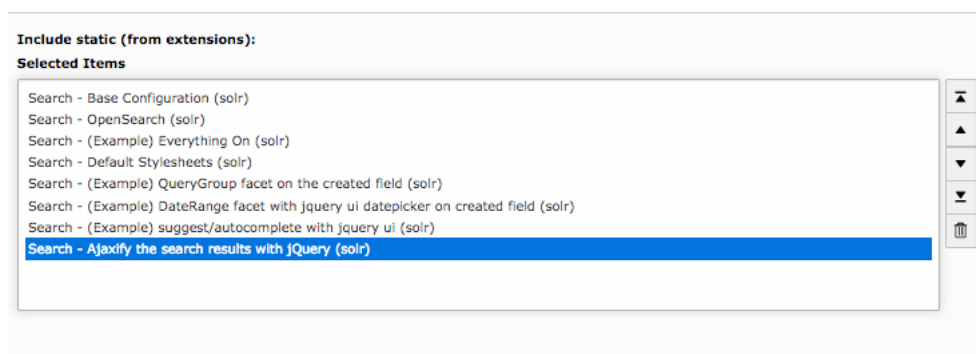 Include static (from extensions):
Selected Items
Search - Base Configuration (solr)
Search - OpenSearch (solr)
Search - (Example) Everything On (solr)
Search - Default Stylesheets (solr)
Search - (Example) QueryGroup facet on the created field (solr)
Search - (Example) DateRange facet with jquery ui datepicker on created field (solr)
Search - (Example) suggest/autocomplete with jquery ui (solr)
Search - Ajaxify the search results with jQuery (solr)